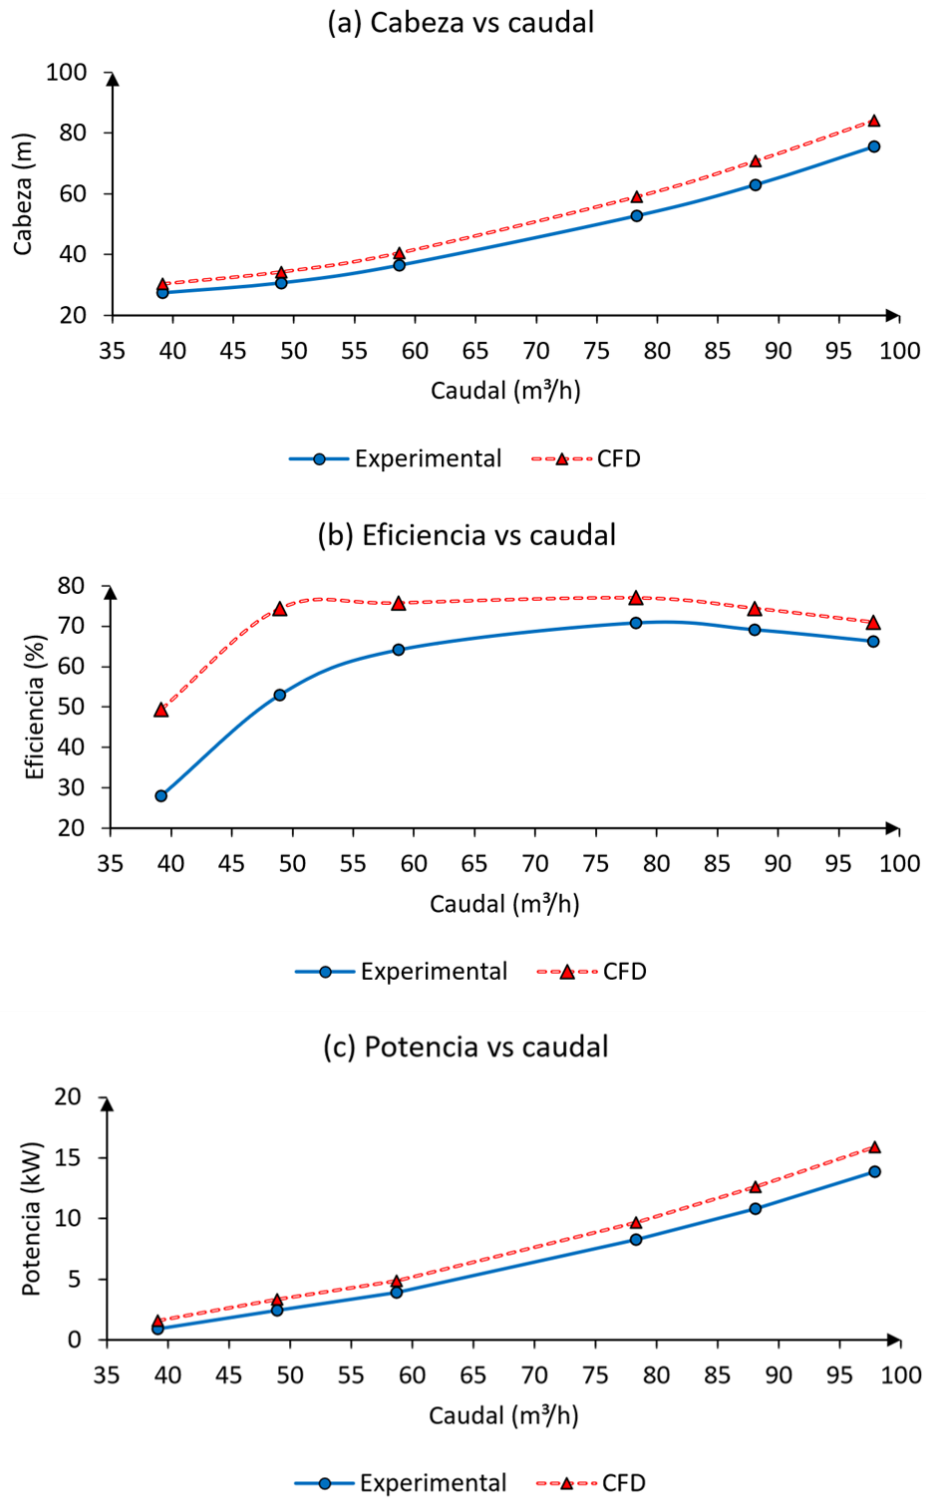 (a) Cabeza vs caudal
100
80
60
40
20
Cabeza (m)
35 40 45 50 55 60 65 70 75 80 85 90 95 100
Caudal (m³/h)
Experimental CFD
(b) Eficiencia vs caudal
80
70
60
50
40
30
20
Eficiencia (%)
35 40 45 50 55 60 65 70 75 80 85 90 95 100
Caudal (m³/h)
Experimental CFD
(c) Potencia vs caudal
20
15
10
5
0
Potencia (kW)
35 40 45 50 55 60 65 70 75 80 85 90 95 100
Caudal (m³/h)
Experimental CFD